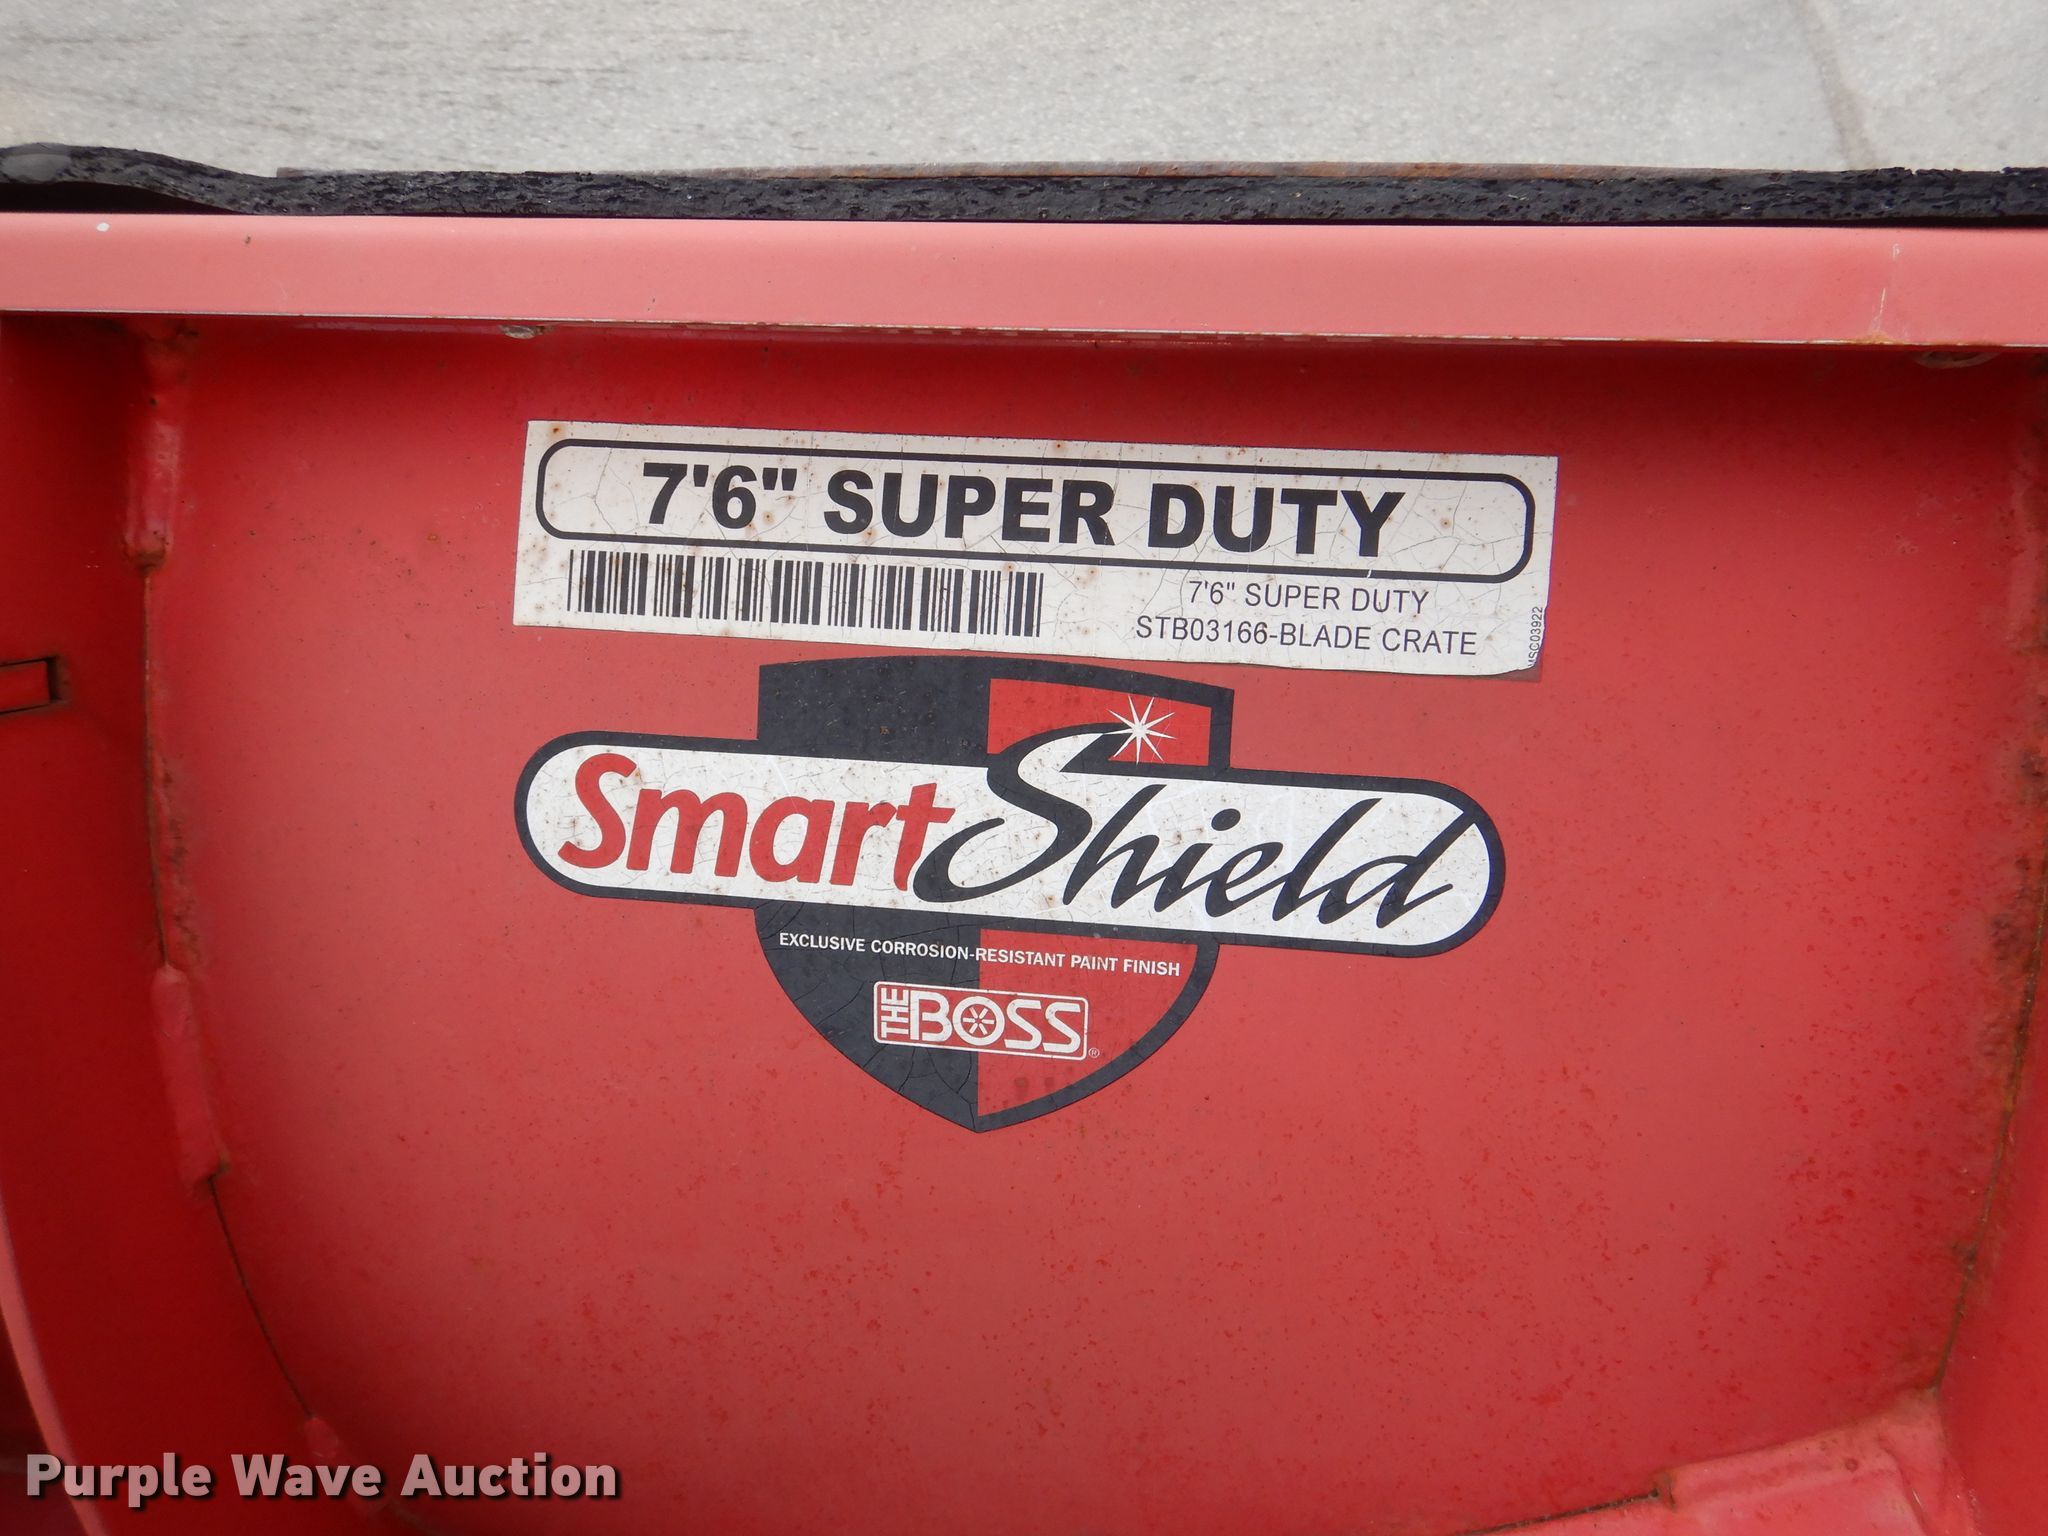 7'6" SUPER DUTY
7'6" SUPER DUTY
STB03166-BLADE CRATE
MSC03922
SmartShield
EXCLUSIVE CORROSION-RESISTANT PAINT FINISH
THE BOSS®
Purple Wave Auction